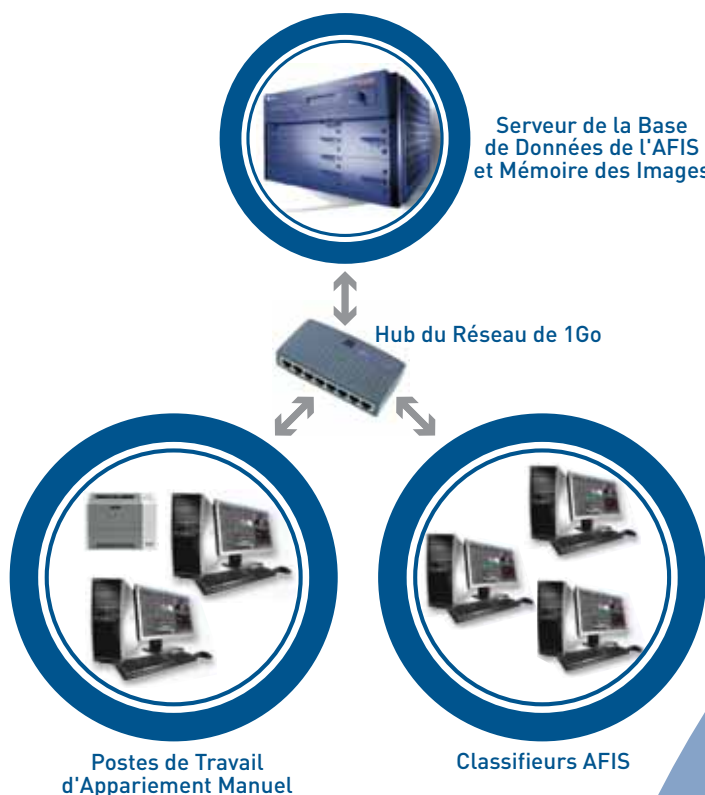 Serveur de la Base
de Données de l'AFIS
et Mémoire des Images
Hub du Réseau de 1Go
Postes de Travail
d'Appariement Manuel
Classifieurs AFIS